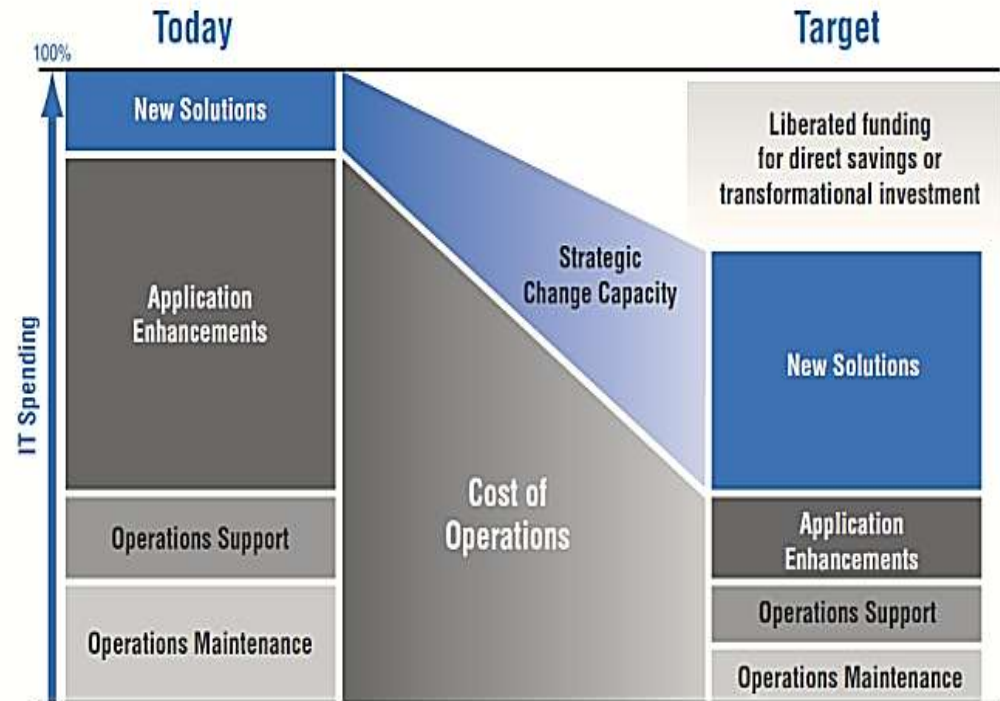 Today
Target
100%
IT Spending
New Solutions
Application
Enhancements
Operations Support
Operations Maintenance
Strategic
Change Capacity
Cost of
Operations
Liberated funding
for direct savings or
transformational investment
New Solutions
Application
Enhancements
Operations Support
Operations Maintenance